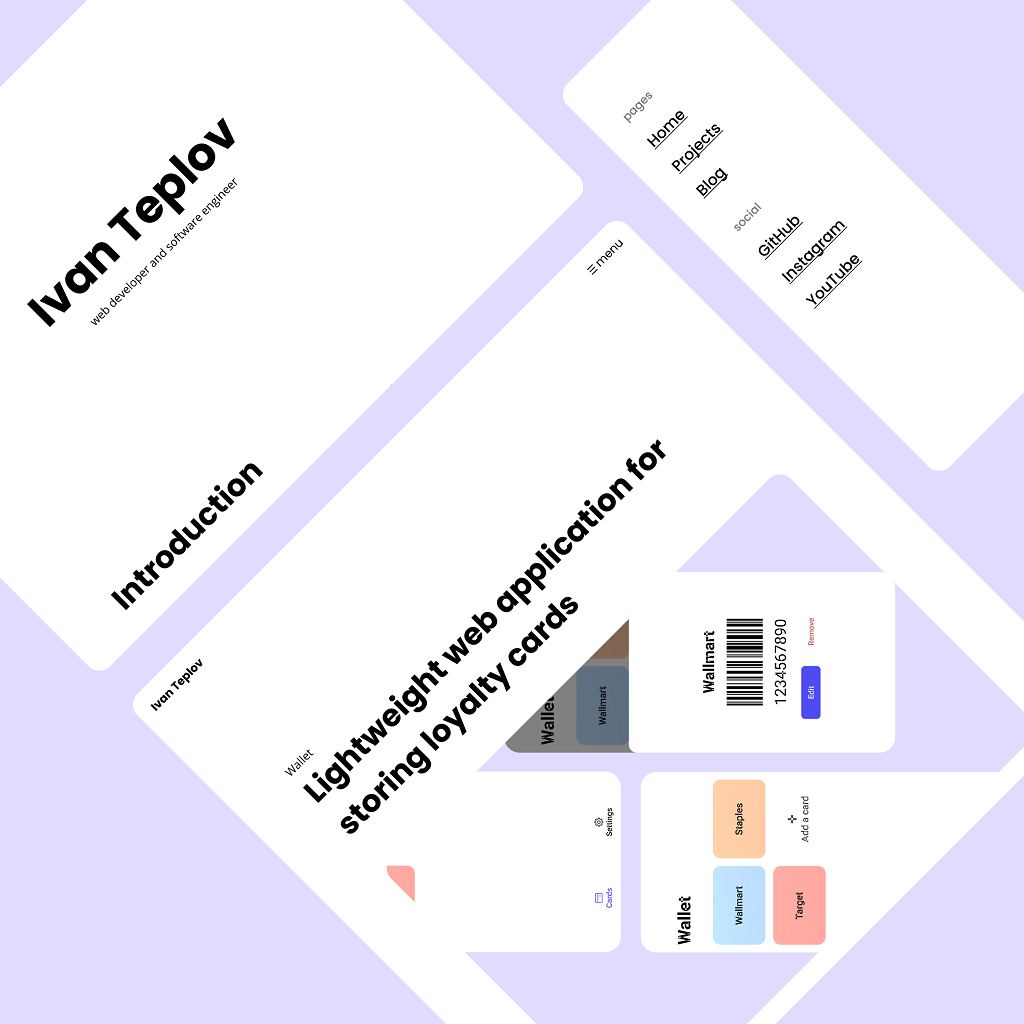 Ivan Teplov
web developer and software engineer
Introduction
pages
Home
Projects
Blog
social
GitHub
Instagram
YouTube
Ivan Teplov
menu
Wallet
Lightweight web application for
storing loyalty cards
Wallet
Wallmart
Wallmart
1234567890
Edit
Remove
Cards
Settings
Wallet
Wallmart
Staples
Target
Add a card